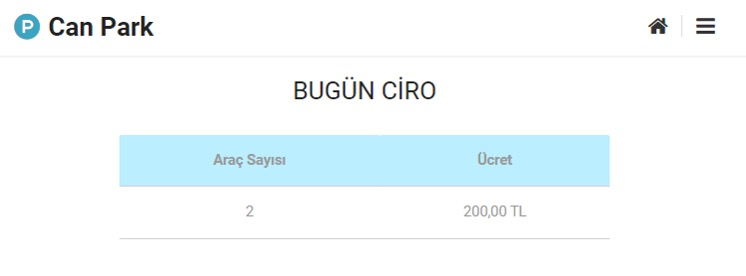 P Can Park
BUGÜN CİRO
Araç Sayısı Ücret
2 200,00 TL